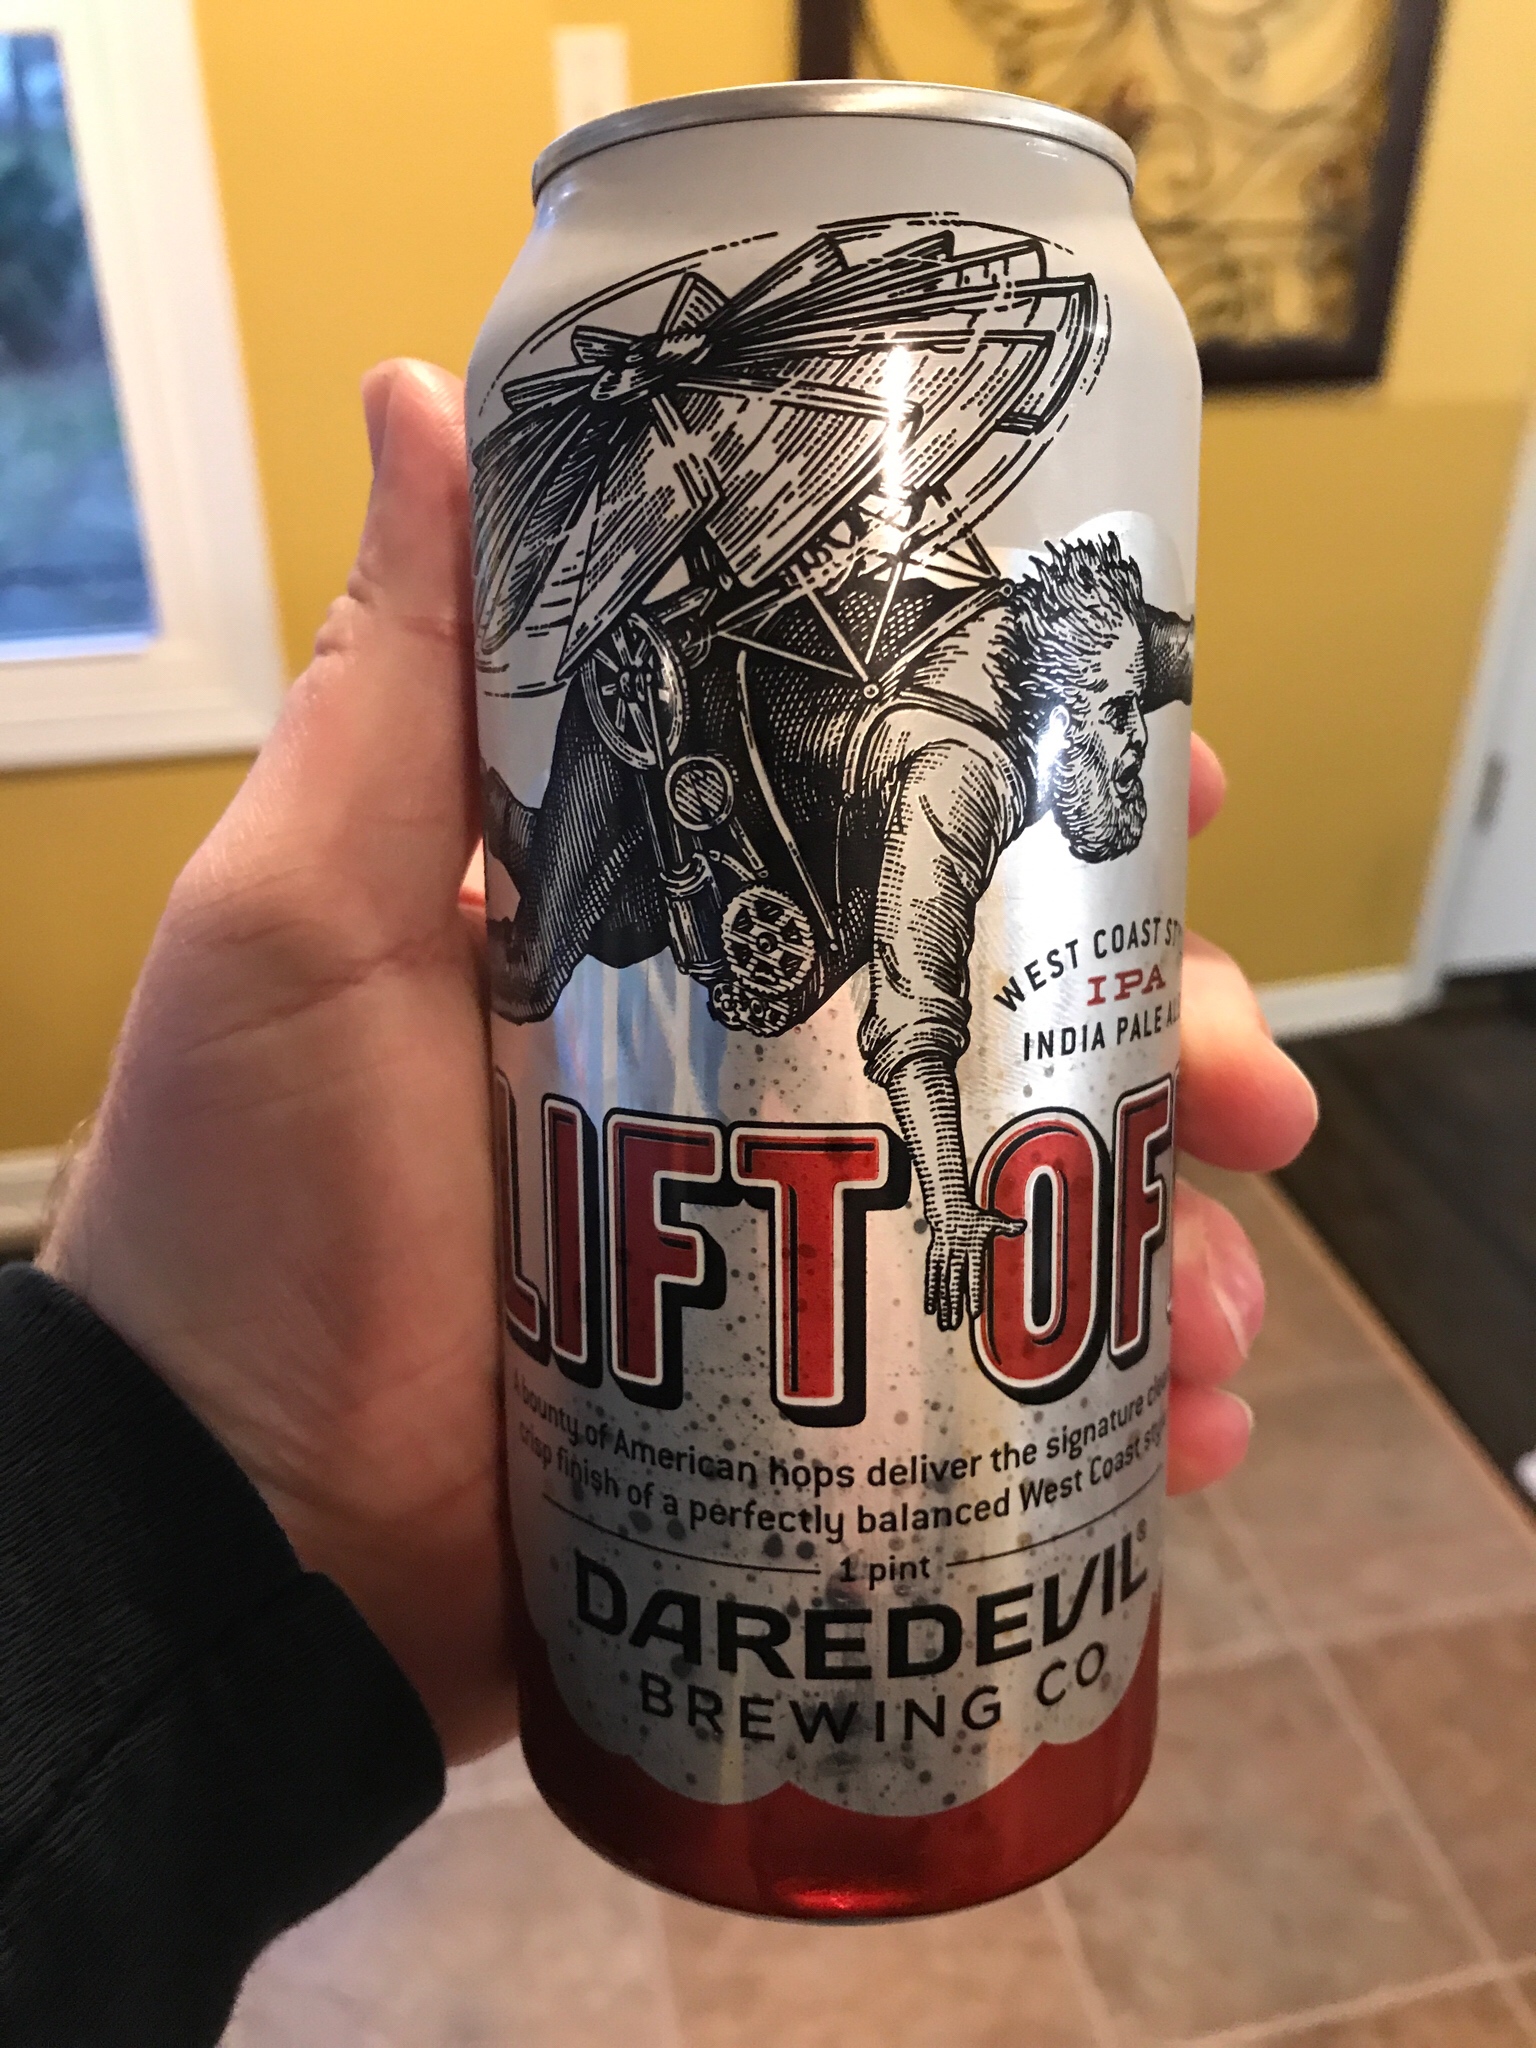 WEST COAST
IPA
INDIA PALE
LIFT OF
bounty of American hops deliver the signature
crisp finish of a perfectly balanced West Coast
1 pint
DAREDEVIL®
BREWING CO